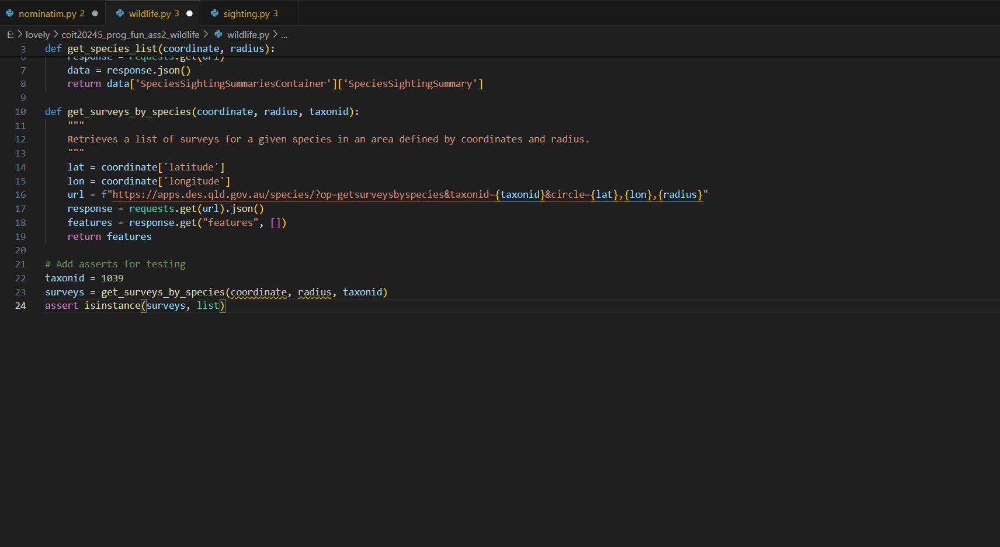 nominatim.py 2
wildlife.py 3
sighting.py 3
E: > lovely > coit20245_prog_fun_ass2_wildlife > wildlife.py > ...
3 def get_species_list(coordinate, radius):
6 response = requests.get(url)
7 data = response.json()
8 return data['SpeciesSightingSummariesContainer']['SpeciesSightingSummary']
9
10 def get_surveys_by_species(coordinate, radius, taxonid):
11 """
12 Retrieves a list of surveys for a given species in an area defined by coordinates and radius.
13 """
14 lat = coordinate['latitude']
15 lon = coordinate['longitude']
16 url = f"https://apps.des.qld.gov.au/species/?op=getsurveysbyspecies&taxonid={taxonid}&circle={lat},{lon},{radius}"
17 response = requests.get(url).json()
18 features = response.get("features", [])
19 return features
20
21 # Add asserts for testing
22 taxonid = 1039
23 surveys = get_surveys_by_species(coordinate, radius, taxonid)
24 assert isinstance(surveys, list)